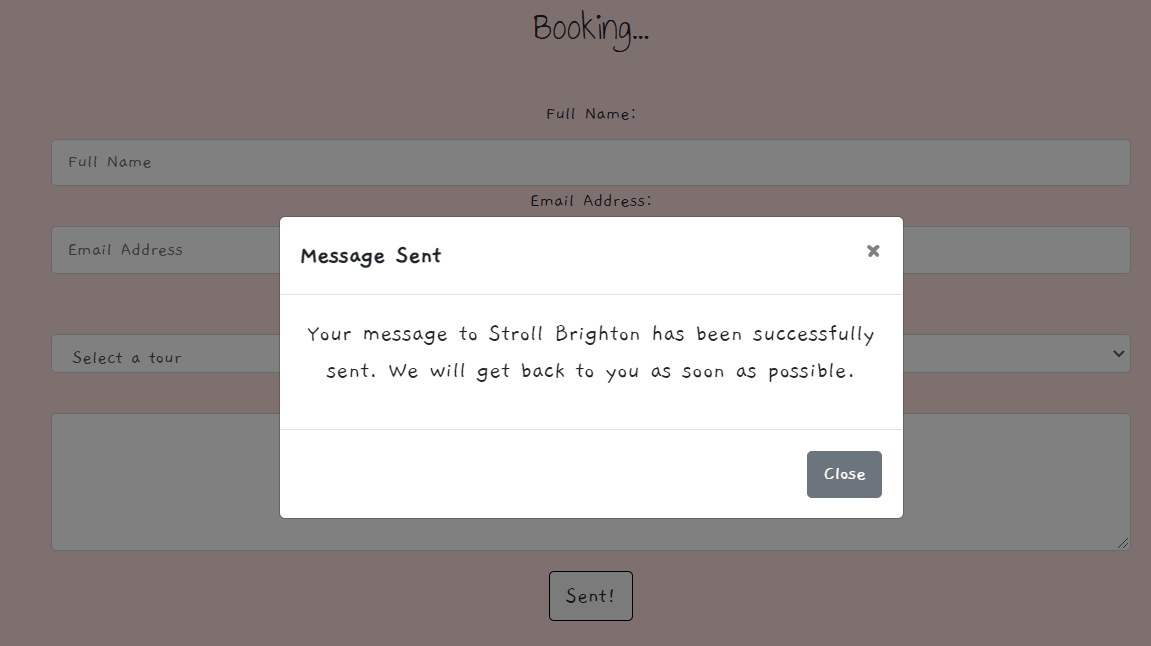 Booking...
Full Name:
Full Name
Email Address:
Email Address
Message Sent
×
Your message to Stroll Brighton has been successfully
sent. We will get back to you as soon as possible.
Select a tour
Close
Sent!